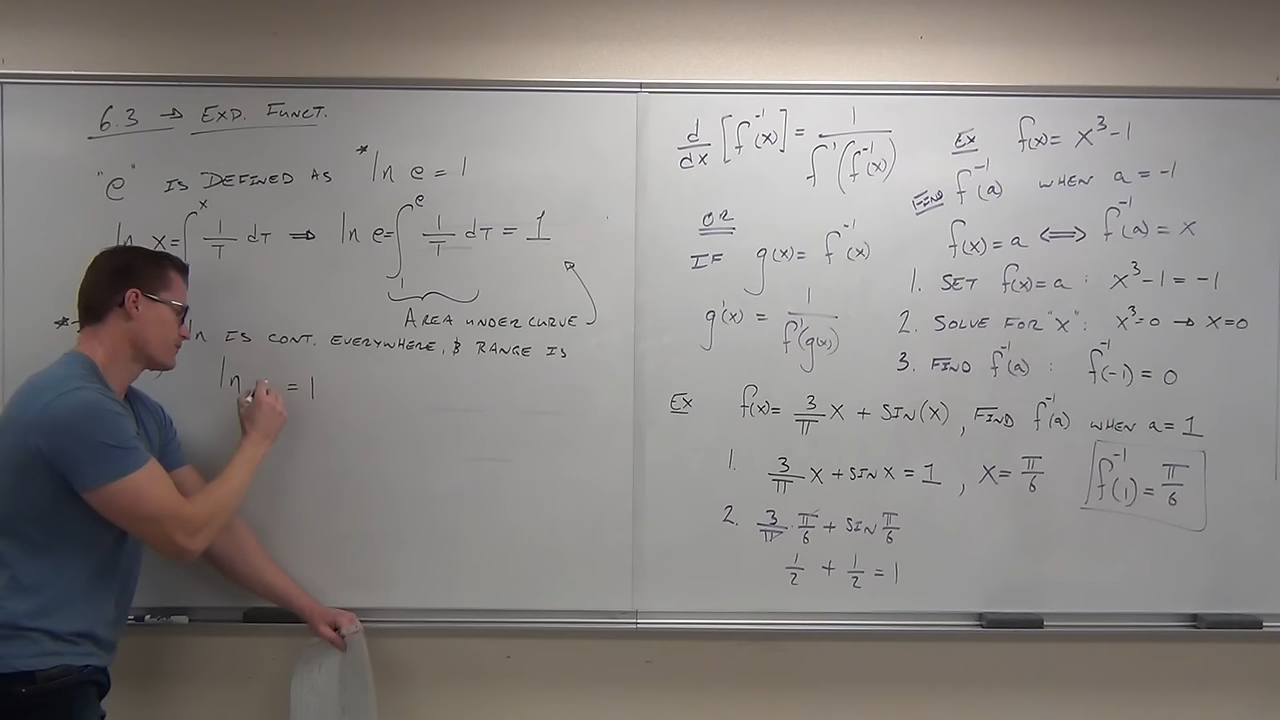 6.3 → EXP. FUNCT.
"e" IS DEFINED AS *ln e = 1
ln x = ∫ˣ 1/T dT ⇒ ln e = ∫₁ᵉ 1/T dT = 1
AREA UNDER CURVE
* ln IS CONT. EVERYWHERE, & RANGE IS
ln = 1
d/dx [f⁻¹(x)] = 1/f'(f⁻¹(x))
OR
IF g(x) = f⁻¹(x)
g'(x) = 1/f'(g(x))
EX f(x) = x³ - 1
FIND f⁻¹(a) WHEN a = -1
f(x) = a ⟺ f⁻¹(a) = x
1. SET f(x) = a : x³ - 1 = -1
2. SOLVE FOR "x" : x³ = 0 → x = 0
3. FIND f⁻¹(a) : f⁻¹(-1) = 0
EX f(x) = 3/π x + SIN(x), FIND f⁻¹(a) WHEN a = 1
1. 3/π x + SIN x = 1, x = π/6 f⁻¹(1) = π/6
2. 3/π · π/6 + SIN π/6
1/2 + 1/2 = 1